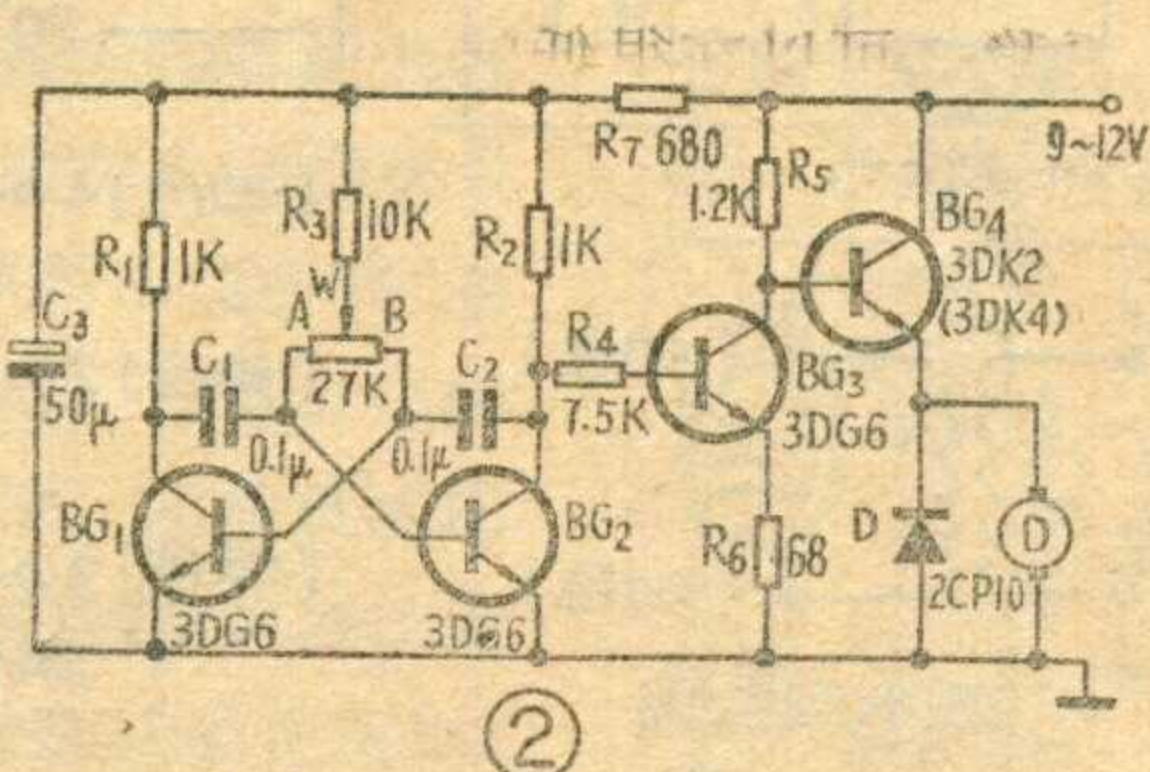 R7 680
9~12V
R5
1.2K
R3 10K
R1 1K
R2 1K
BG4
3DK2
(3DK4)
W
A B
C3
50μ
C1
27K
C2
R4
7.5K
BG3
3DG6
0.1μ
0.1μ
BG1
3DG6
BG2
3DG6
R6 68
D
2CP10
D
2